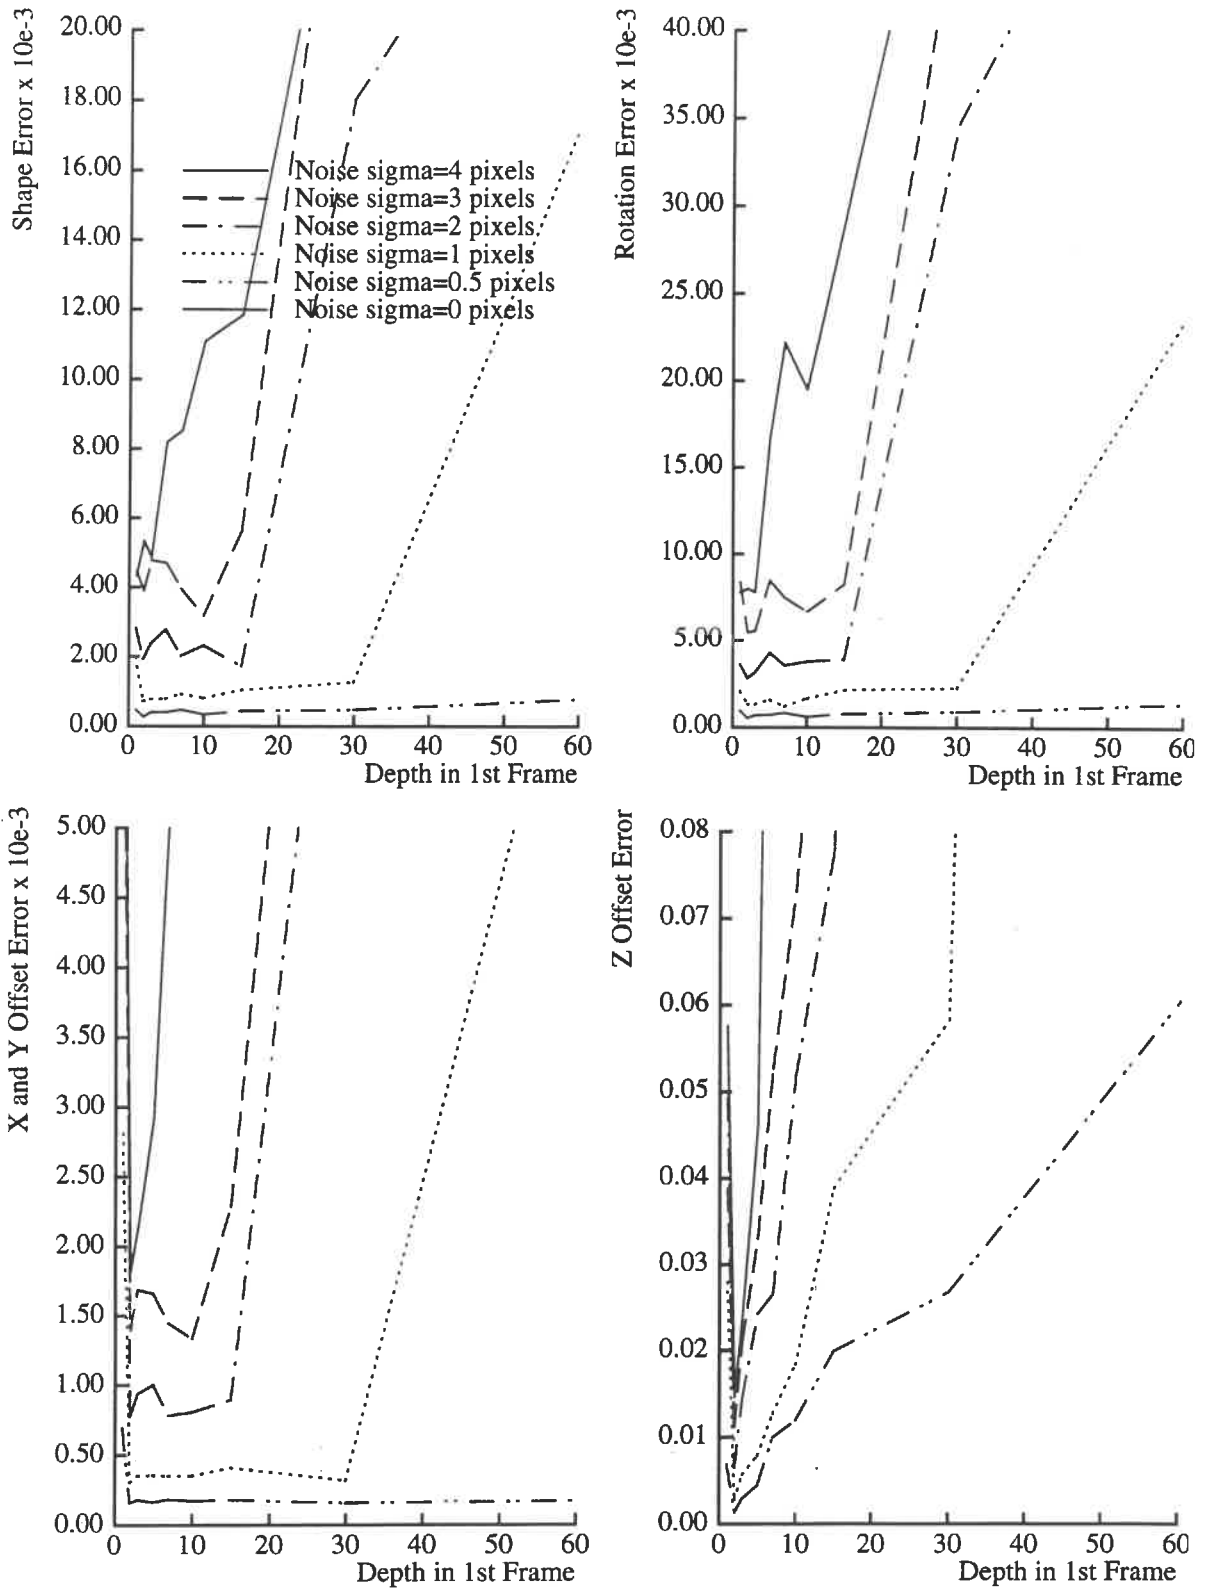 Shape Error x 10e-3
20.00
18.00
16.00
14.00
12.00
10.00
8.00
6.00
4.00
2.00
0.00
Noise sigma=4 pixels
Noise sigma=3 pixels
Noise sigma=2 pixels
Noise sigma=1 pixels
Noise sigma=0.5 pixels
Noise sigma=0 pixels
0 10 20 30 40 50 60
Depth in 1st Frame
Rotation Error x 10e-3
40.00
35.00
30.00
25.00
20.00
15.00
10.00
5.00
0.00
0 10 20 30 40 50 60
Depth in 1st Frame
X and Y Offset Error x 10e-3
5.00
4.50
4.00
3.50
3.00
2.50
2.00
1.50
1.00
0.50
0.00
0 10 20 30 40 50 60
Depth in 1st Frame
Z Offset Error
0.08
0.07
0.06
0.05
0.04
0.03
0.02
0.01
0.00
0 10 20 30 40 50 60
Depth in 1st Frame